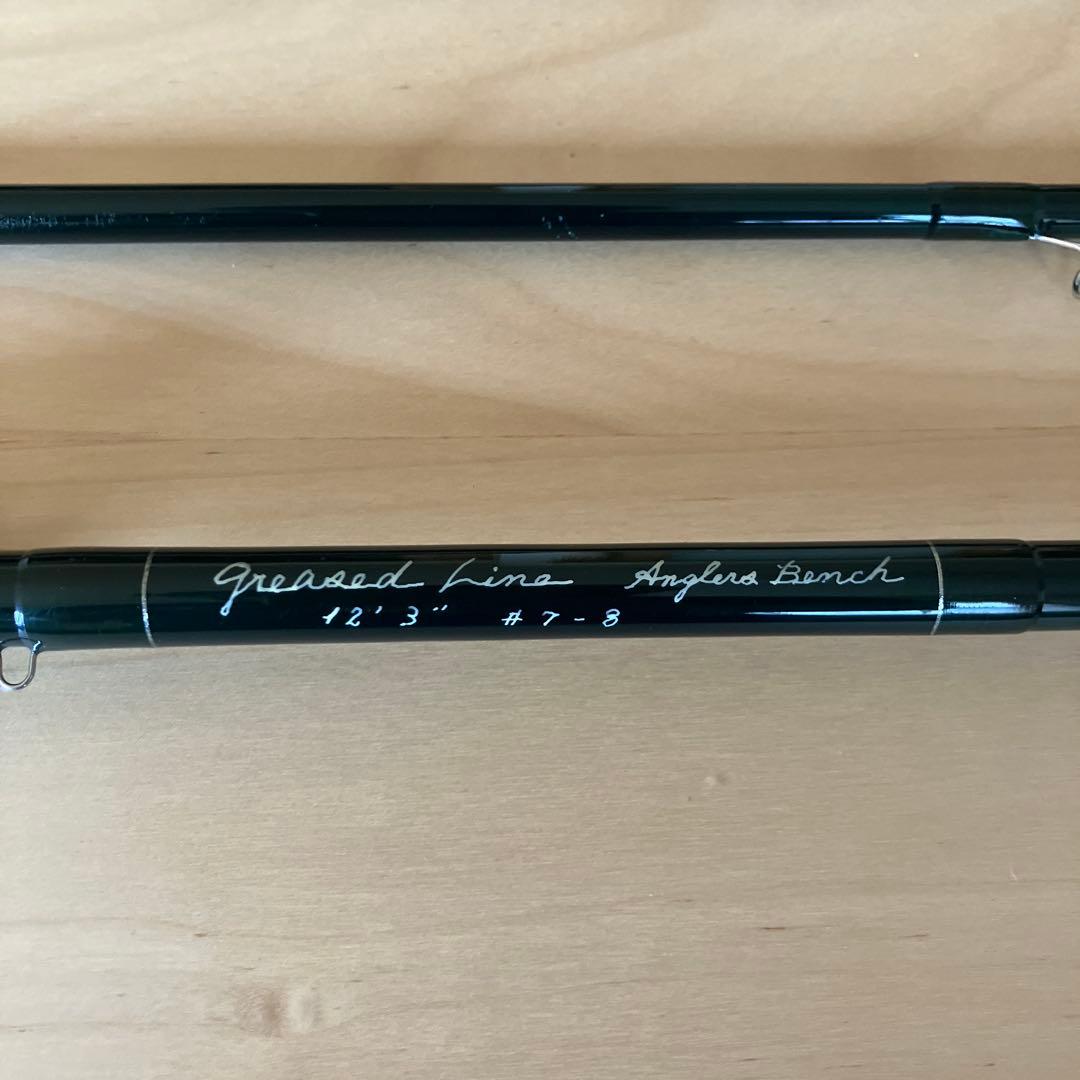 Greased Line Anglers Bench
12' 3" #7-8